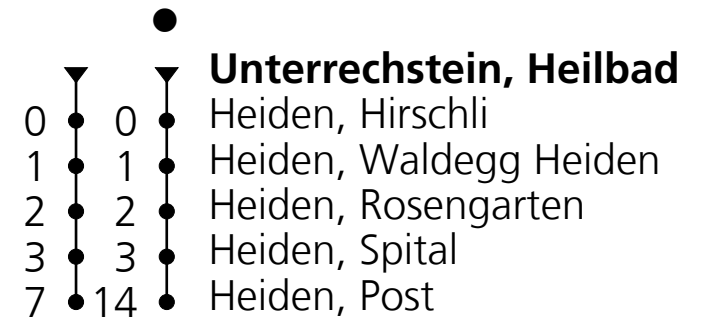 Unterrechstein, Heilbad
0 0 Heiden, Hirschli
1 1 Heiden, Waldegg Heiden
2 2 Heiden, Rosengarten
3 3 Heiden, Spital
7 14 Heiden, Post